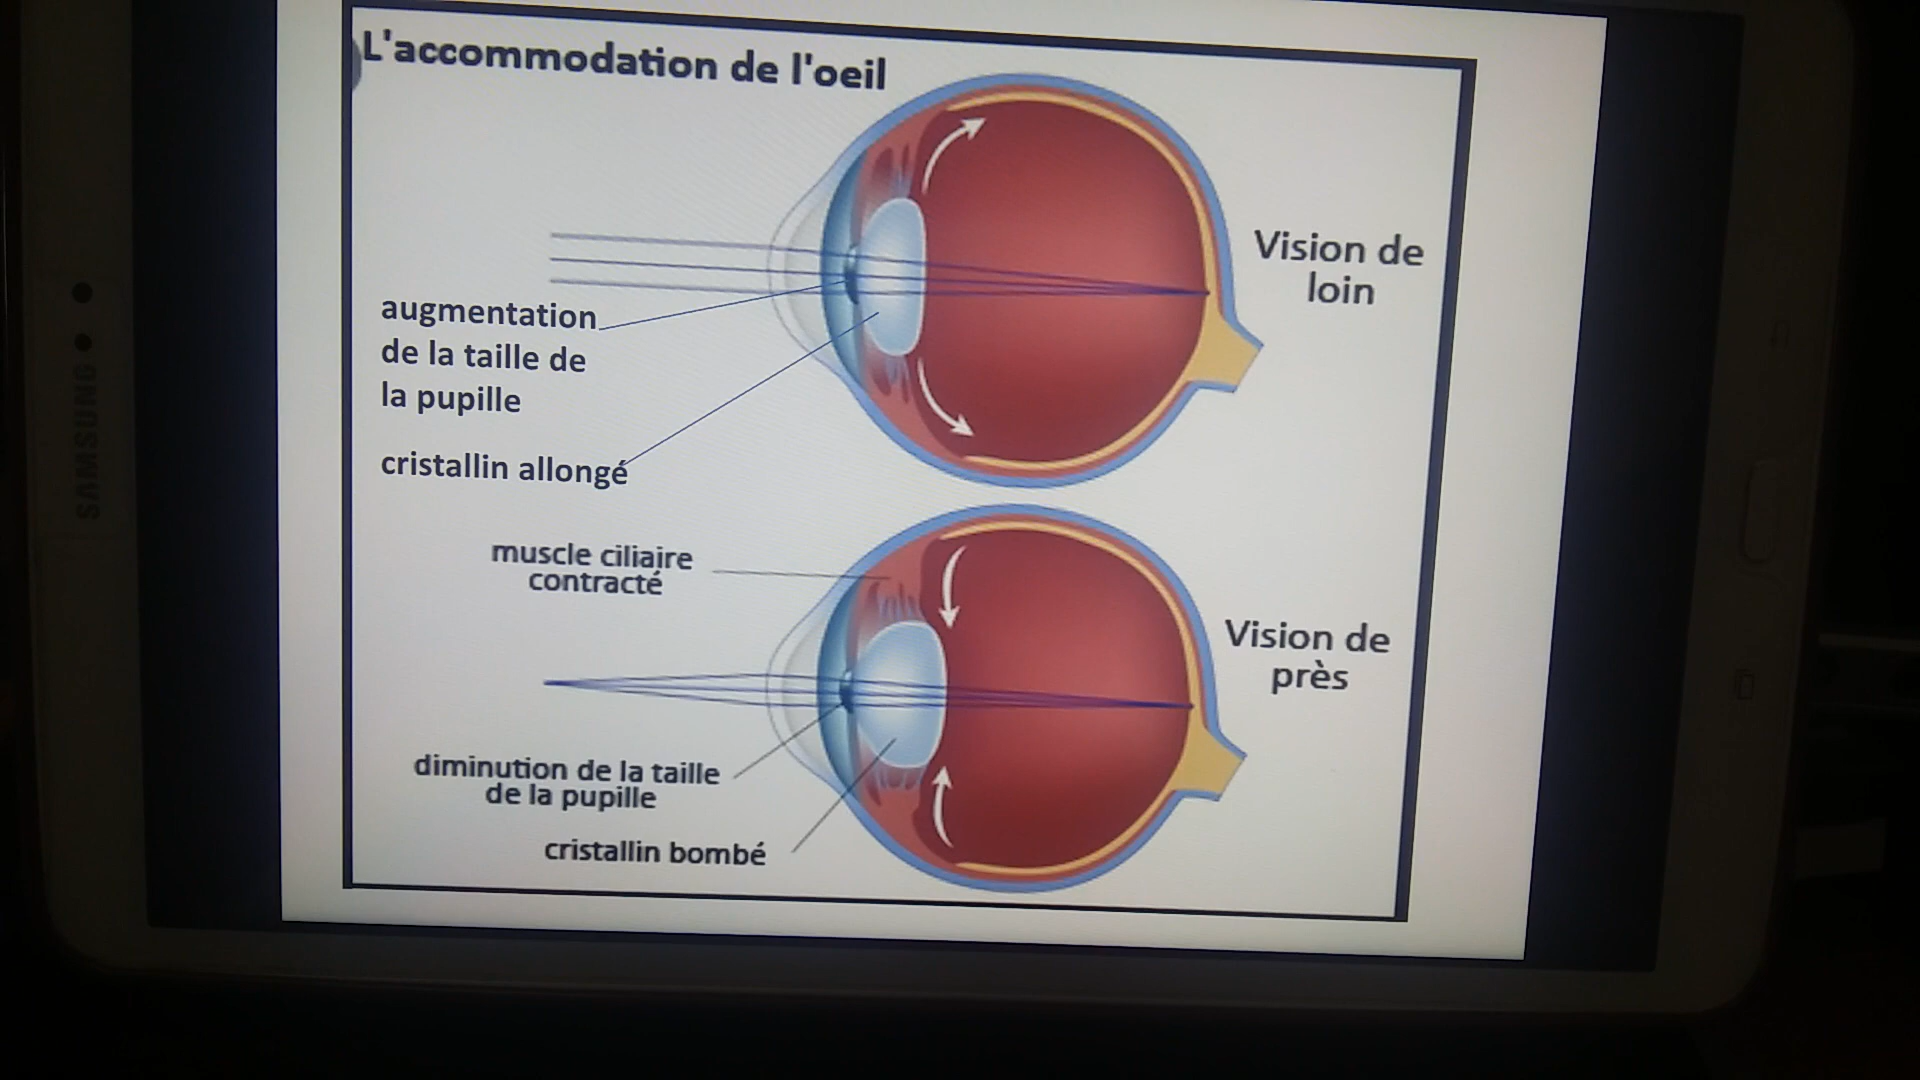 L'accommodation de l'oeil
Vision de
loin
augmentation
de la taille de
la pupille
cristallin allongé
muscle ciliaire
contracté
Vision de
près
diminution de la taille
de la pupille
cristallin bombé
SAMSUNG